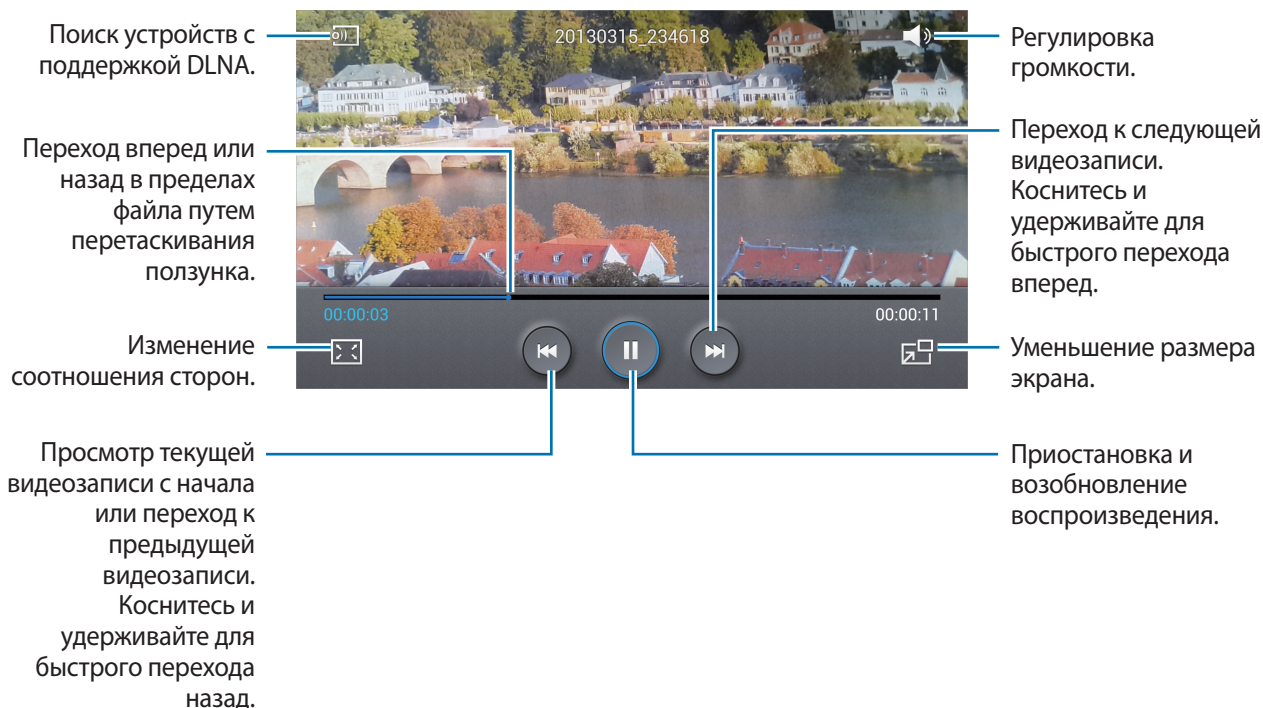 Поиск устройств с
поддержкой DLNA.
20130315_234618
Регулировка
громкости.
Переход вперед или
назад в пределах
файла путем
перетаскивания
ползунка.
Переход к следующей
видеозаписи.
Коснитесь и
удерживайте для
быстрого перехода
вперед.
00:00:03
00:00:11
Изменение
соотношения сторон.
Уменьшение размера
экрана.
Просмотр текущей
видеозаписи с начала
или переход к
предыдущей
видеозаписи.
Коснитесь и
удерживайте для
быстрого перехода
назад.
Приостановка и
возобновление
воспроизведения.